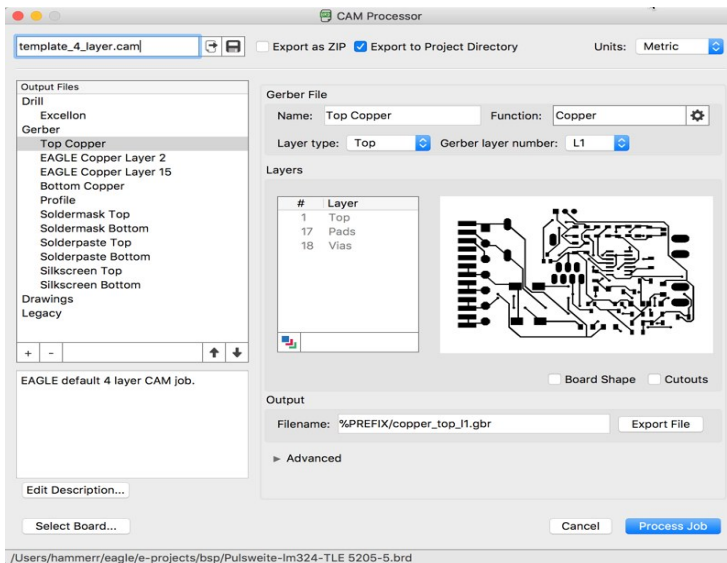 CAM Processor
template_4_layer.cam
Export as ZIP
Export to Project Directory
Units: Metric
Output Files
Drill
Excellon
Gerber
Top Copper
EAGLE Copper Layer 2
EAGLE Copper Layer 15
Bottom Copper
Profile
Soldermask Top
Soldermask Bottom
Solderpaste Top
Solderpaste Bottom
Silkscreen Top
Silkscreen Bottom
Drawings
Legacy
+ -
EAGLE default 4 layer CAM job.
Edit Description...
Select Board...
Gerber File
Name: Top Copper Function: Copper
Layer type: Top Gerber layer number: L1
Layers
# Layer
1 Top
17 Pads
18 Vias
Board Shape Cutouts
Output
Filename: %PREFIX/copper_top_l1.gbr Export File
Advanced
Cancel Process Job
/Users/hammerr/eagle/e-projects/bsp/Pulsweite-lm324-TLE 5205-5.brd